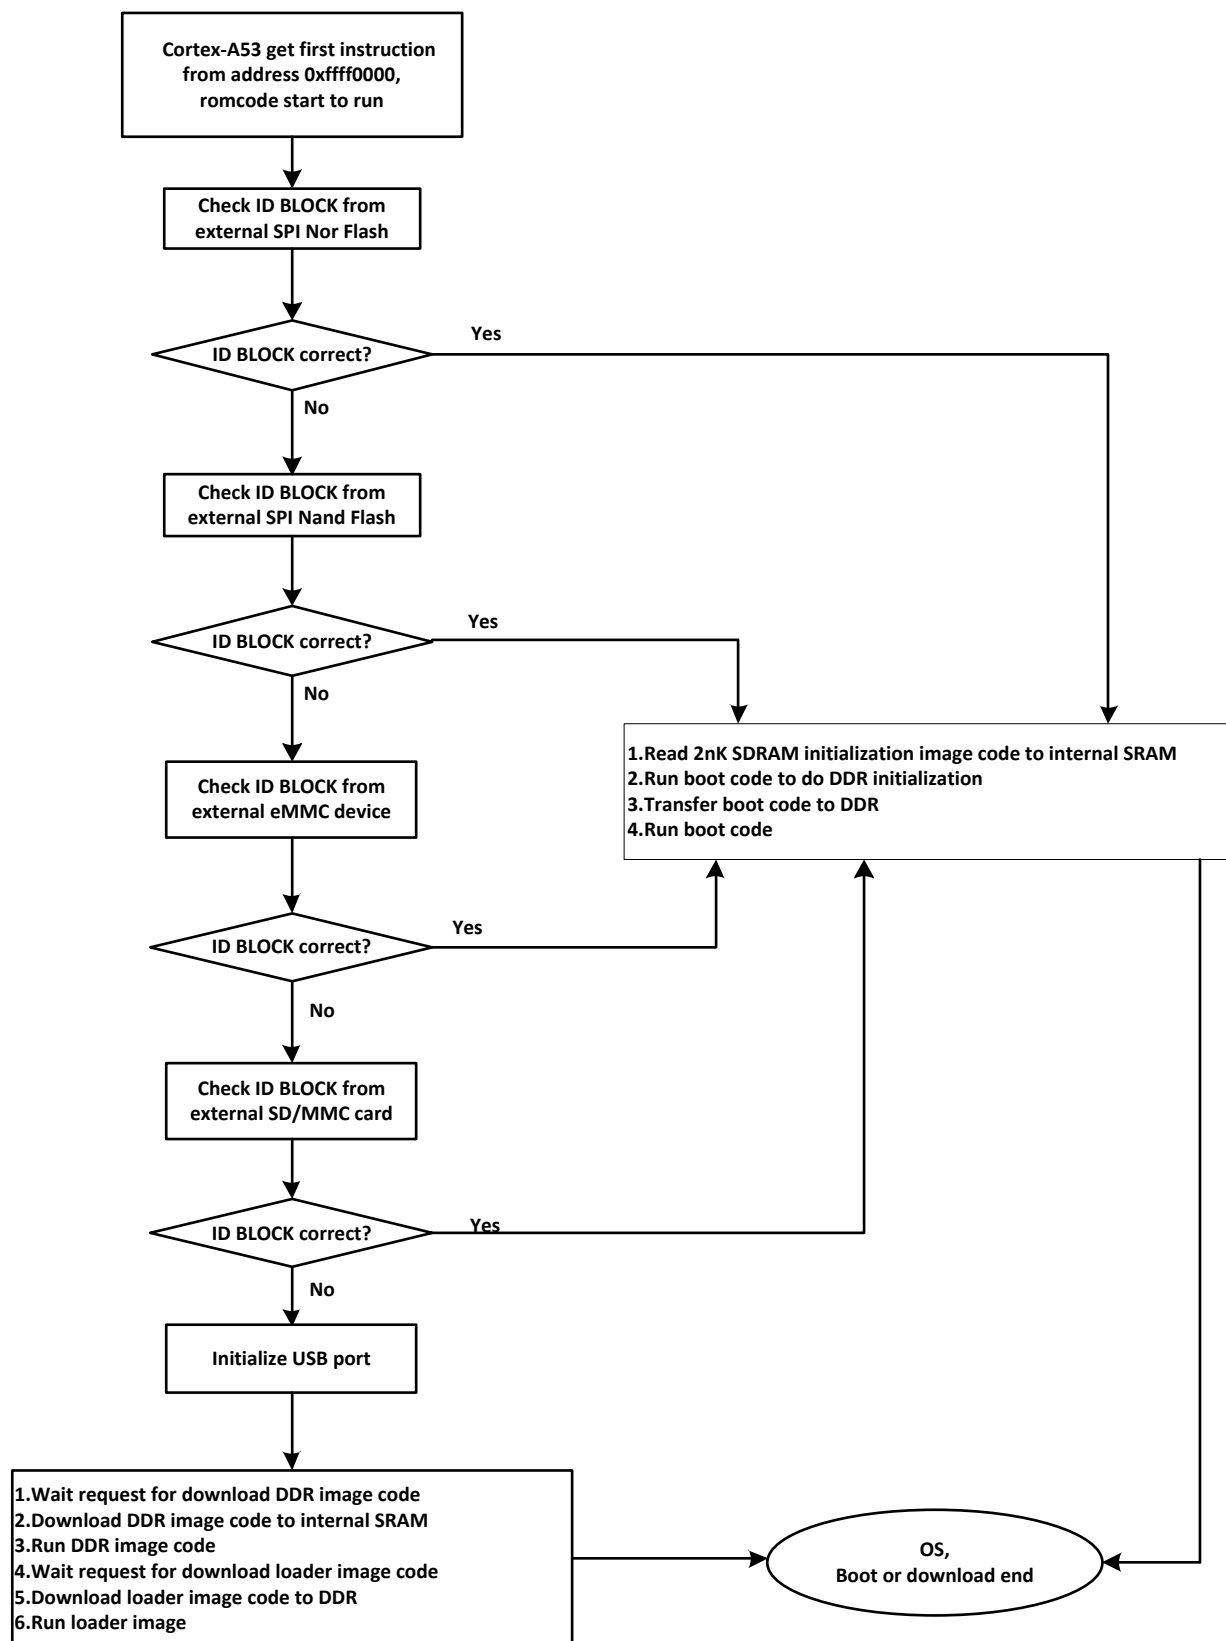 Cortex-A53 get first instruction
from address 0xffff0000,
romcode start to run
Check ID BLOCK from
external SPI Nor Flash
ID BLOCK correct?
Yes
No
Check ID BLOCK from
external SPI Nand Flash
ID BLOCK correct?
Yes
No
1.Read 2nK SDRAM initialization image code to internal SRAM
2.Run boot code to do DDR initialization
3.Transfer boot code to DDR
4.Run boot code
Check ID BLOCK from
external eMMC device
ID BLOCK correct?
Yes
No
Check ID BLOCK from
external SD/MMC card
ID BLOCK correct?
Yes
No
Initialize USB port
1.Wait request for download DDR image code
2.Download DDR image code to internal SRAM
3.Run DDR image code
4.Wait request for download loader image code
5.Download loader image code to DDR
6.Run loader image
OS,
Boot or download end